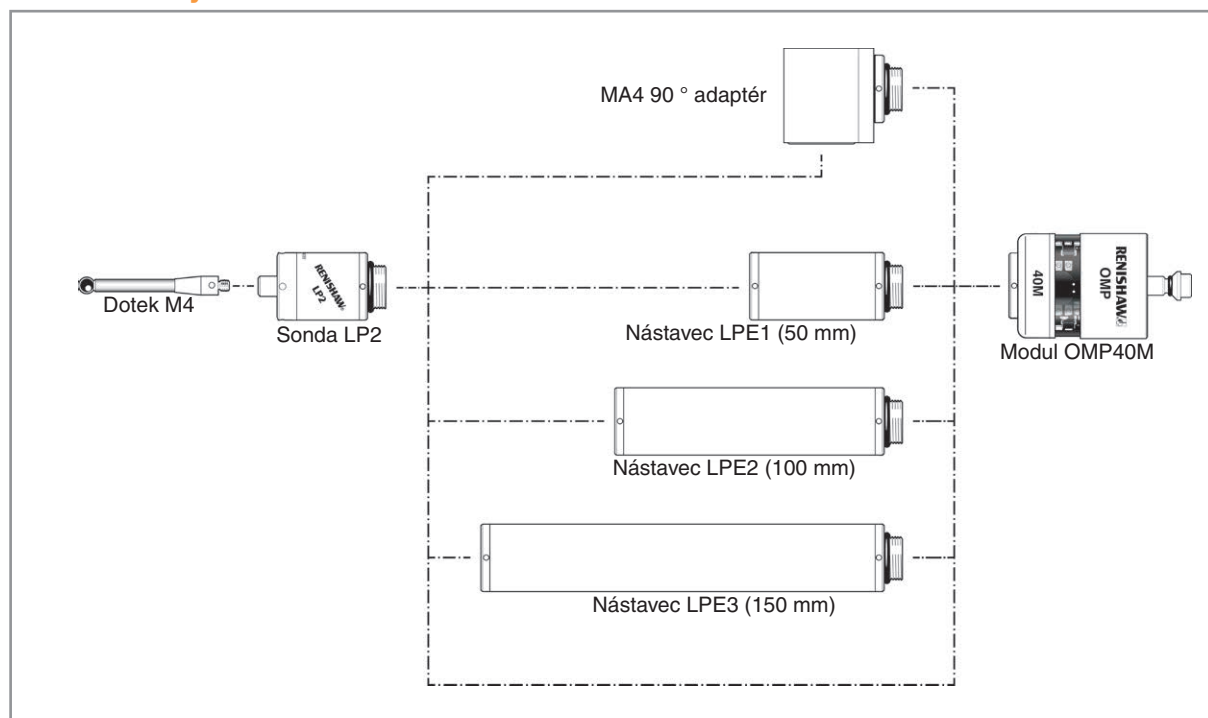 MA4 90 ° adaptér
RENISHAW
LP2
40M
RENISHAW
OMP
Dotek M4
Sonda LP2
Nástavec LPE1 (50 mm)
Modul OMP40M
Nástavec LPE2 (100 mm)
Nástavec LPE3 (150 mm)